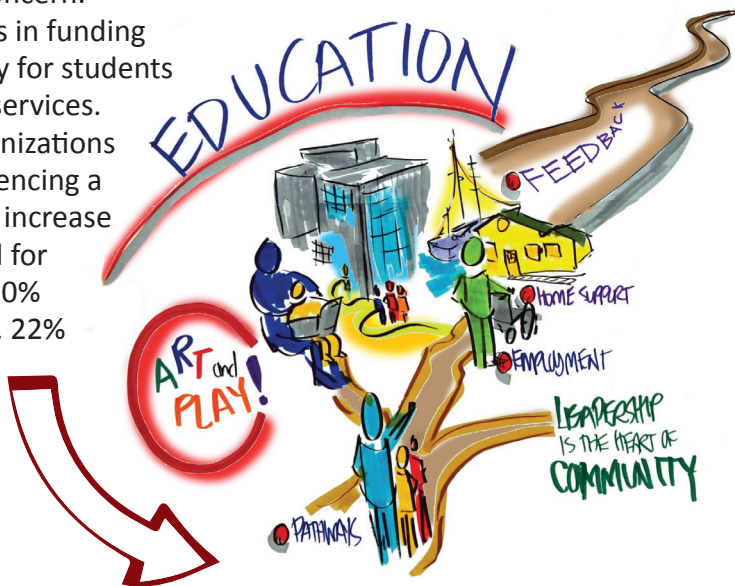 s in funding
y for students
services.
nizations
encing a
increase
for
0%
22%
EDUCATION
FEEDBACK
HOME SUPPORT
EMPLOYMENT
ART and
PLAY!
LEADERSHIP
IS THE HEART OF
COMMUNITY
PATHWAYS